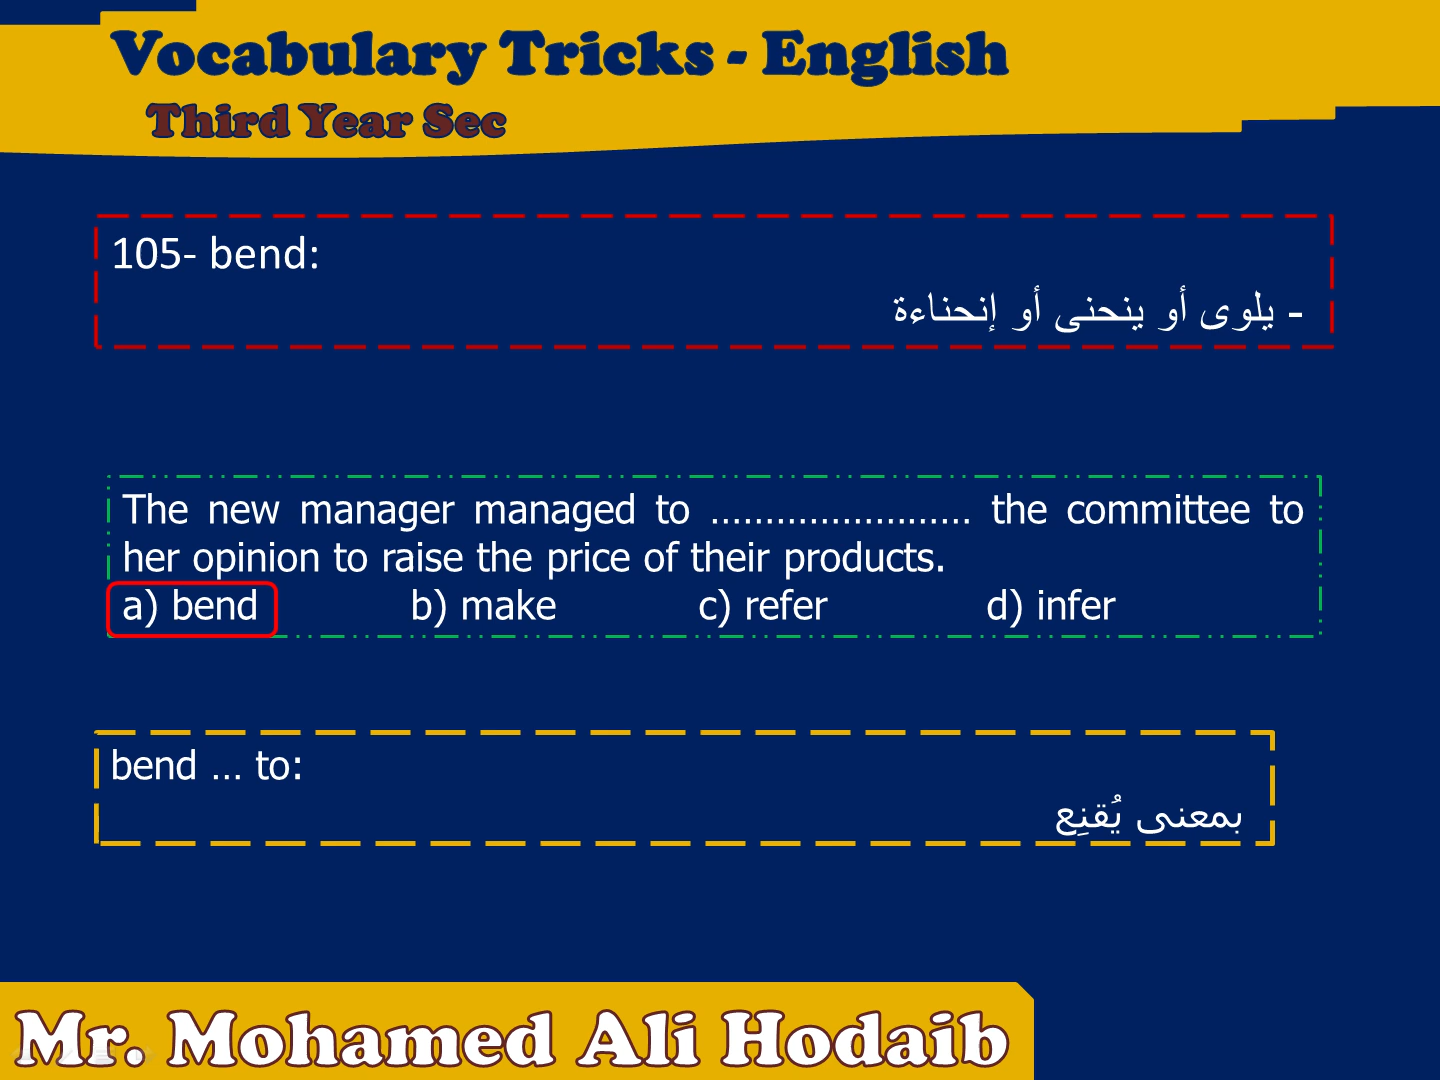 Vocabulary Tricks - English
Third Year Sec
105- bend:
- يلوى أو ينحنى أو إنحناءة
The new manager managed to …………………… the committee to
her opinion to raise the price of their products.
a) bend b) make c) refer d) infer
bend … to:
بمعنى يُقنِع
Mr. Mohamed Ali Hodaib